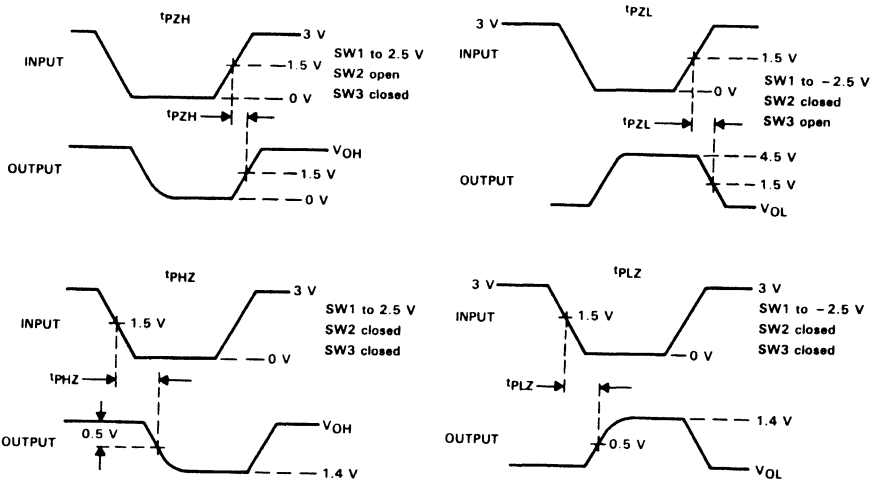 tPZH
3 V
INPUT
1.5 V
0 V
SW1 to 2.5 V
SW2 open
SW3 closed
tPZH
OUTPUT
VOH
1.5 V
0 V
tPZL
3 V
INPUT
1.5 V
0 V
SW1 to −2.5 V
SW2 closed
SW3 open
tPZL
OUTPUT
4.5 V
1.5 V
VOL
tPHZ
3 V
INPUT
1.5 V
0 V
SW1 to 2.5 V
SW2 closed
SW3 closed
tPHZ
OUTPUT
0.5 V
VOH
1.4 V
tPLZ
3 V
3 V
INPUT
1.5 V
0 V
SW1 to −2.5 V
SW2 closed
SW3 closed
tPLZ
OUTPUT
0.5 V
1.4 V
VOL